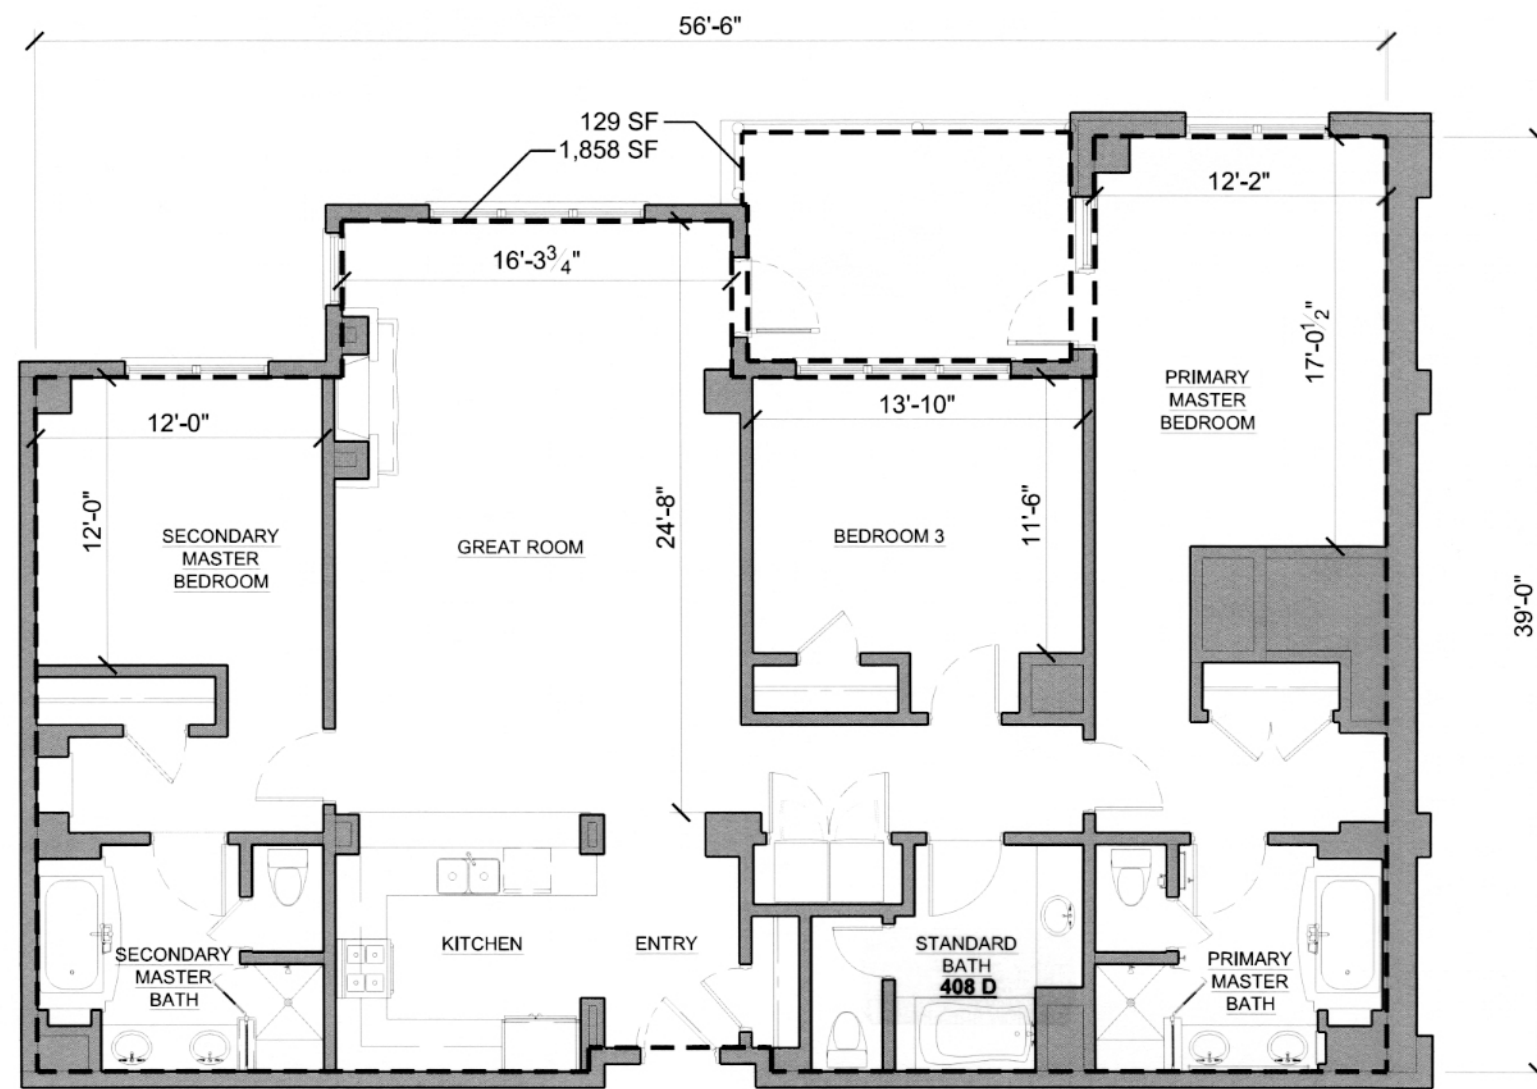 56'-6"
129 SF
1,858 SF
12'-2"
16'-3 3/4"
17'-0 1/2"
PRIMARY
MASTER
BEDROOM
13'-10"
12'-0"
12'-0"
24'-8"
11'-6"
SECONDARY
MASTER
BEDROOM
GREAT ROOM
BEDROOM 3
39'-0"
KITCHEN
ENTRY
STANDARD
BATH
408 D
SECONDARY
MASTER
BATH
PRIMARY
MASTER
BATH